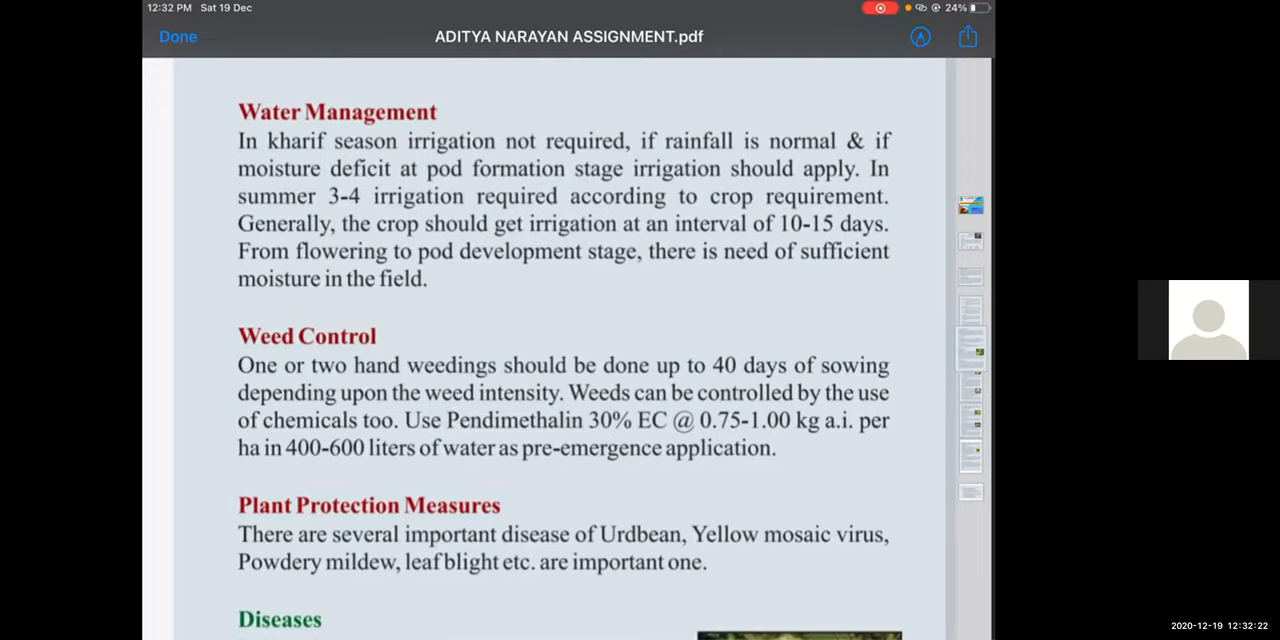 12:32 PM Sat 19 Dec
24%
Done
ADITYA NARAYAN ASSIGNMENT.pdf
Water Management
In kharif season irrigation not required, if rainfall is normal & if
moisture deficit at pod formation stage irrigation should apply. In
summer 3-4 irrigation required according to crop requirement.
Generally, the crop should get irrigation at an interval of 10-15 days.
From flowering to pod development stage, there is need of sufficient
moisture in the field.
Weed Control
One or two hand weedings should be done up to 40 days of sowing
depending upon the weed intensity. Weeds can be controlled by the use
of chemicals too. Use Pendimethalin 30% EC @ 0.75-1.00 kg a.i. per
ha in 400-600 liters of water as pre-emergence application.
Plant Protection Measures
There are several important disease of Urdbean, Yellow mosaic virus,
Powdery mildew, leaf blight etc. are important one.
Diseases
2020-12-19 12:32:22